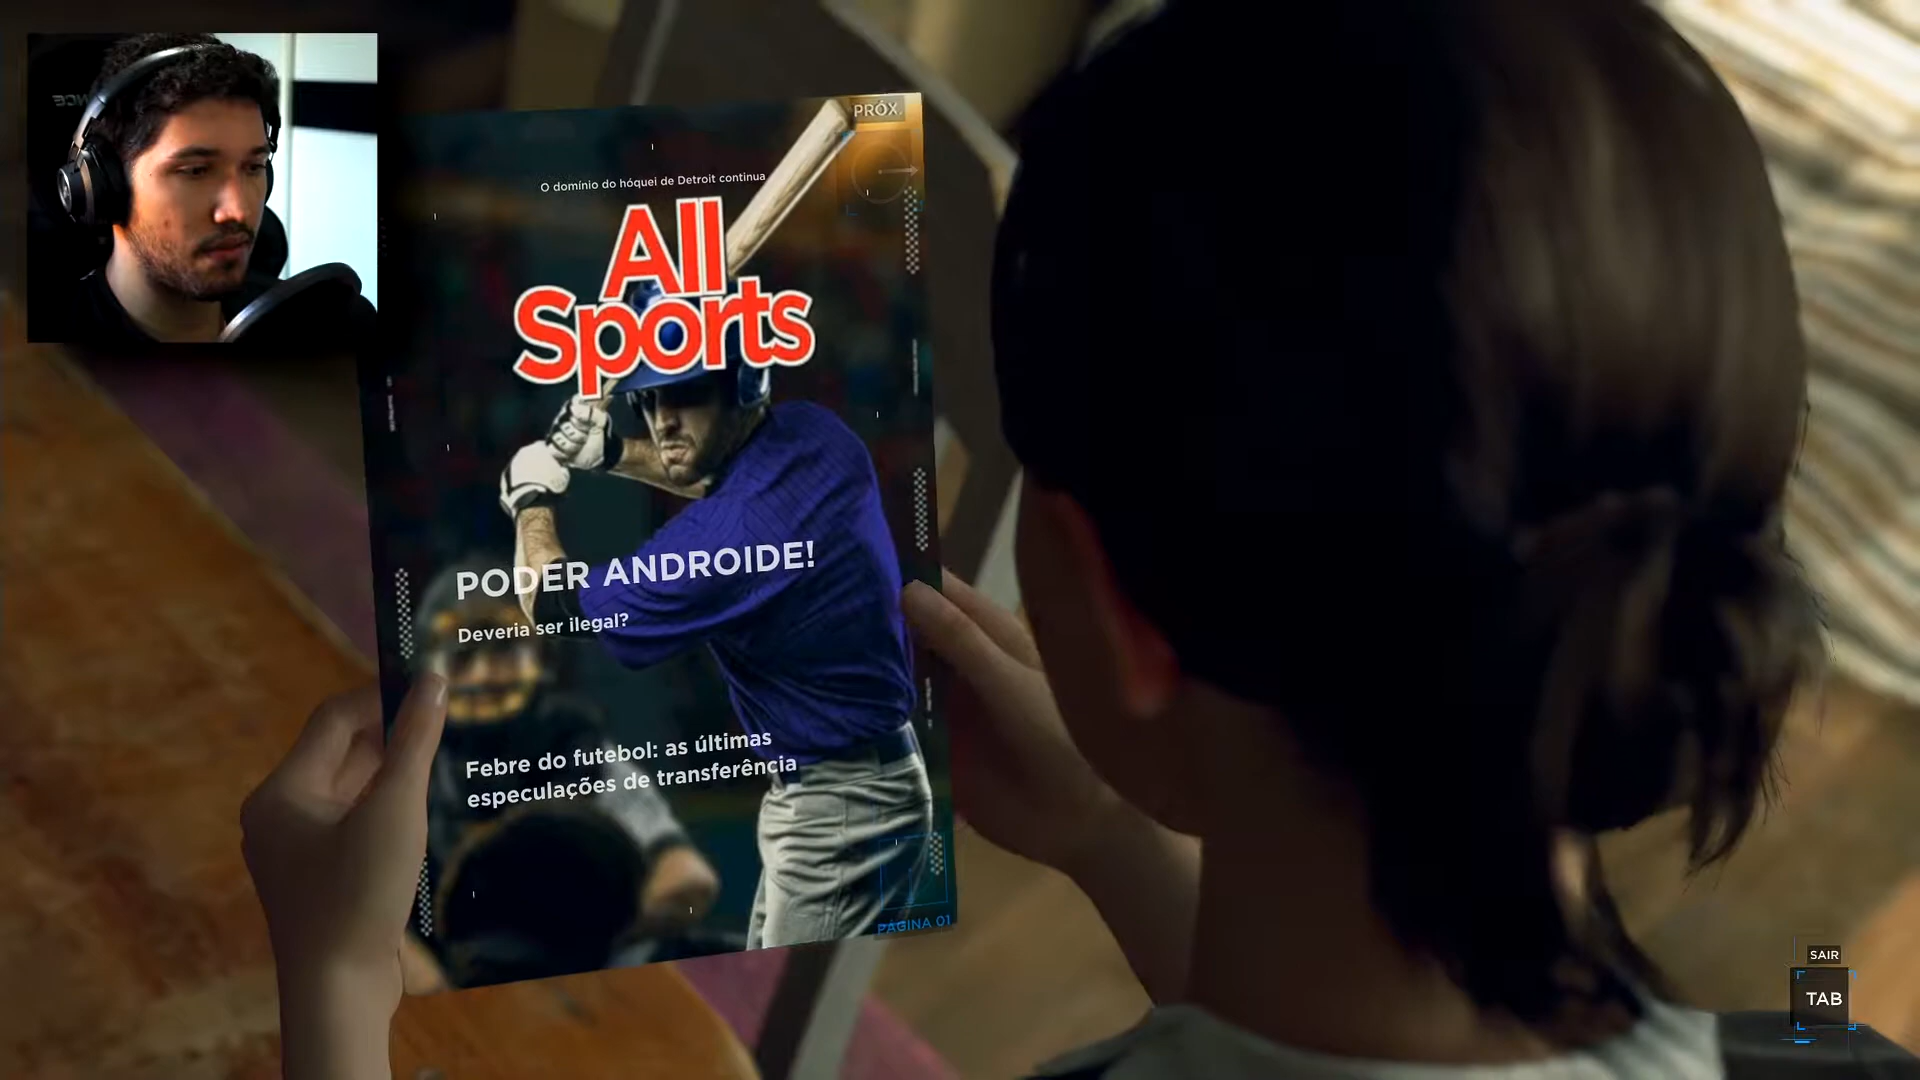 PRÓX.
O domínio do hóquei de Detroit continua
All
Sports
PODER ANDROIDE!
Deveria ser ilegal?
Febre do futebol: as últimas
especulações de transferência
PÁGINA 01
SAIR
TAB